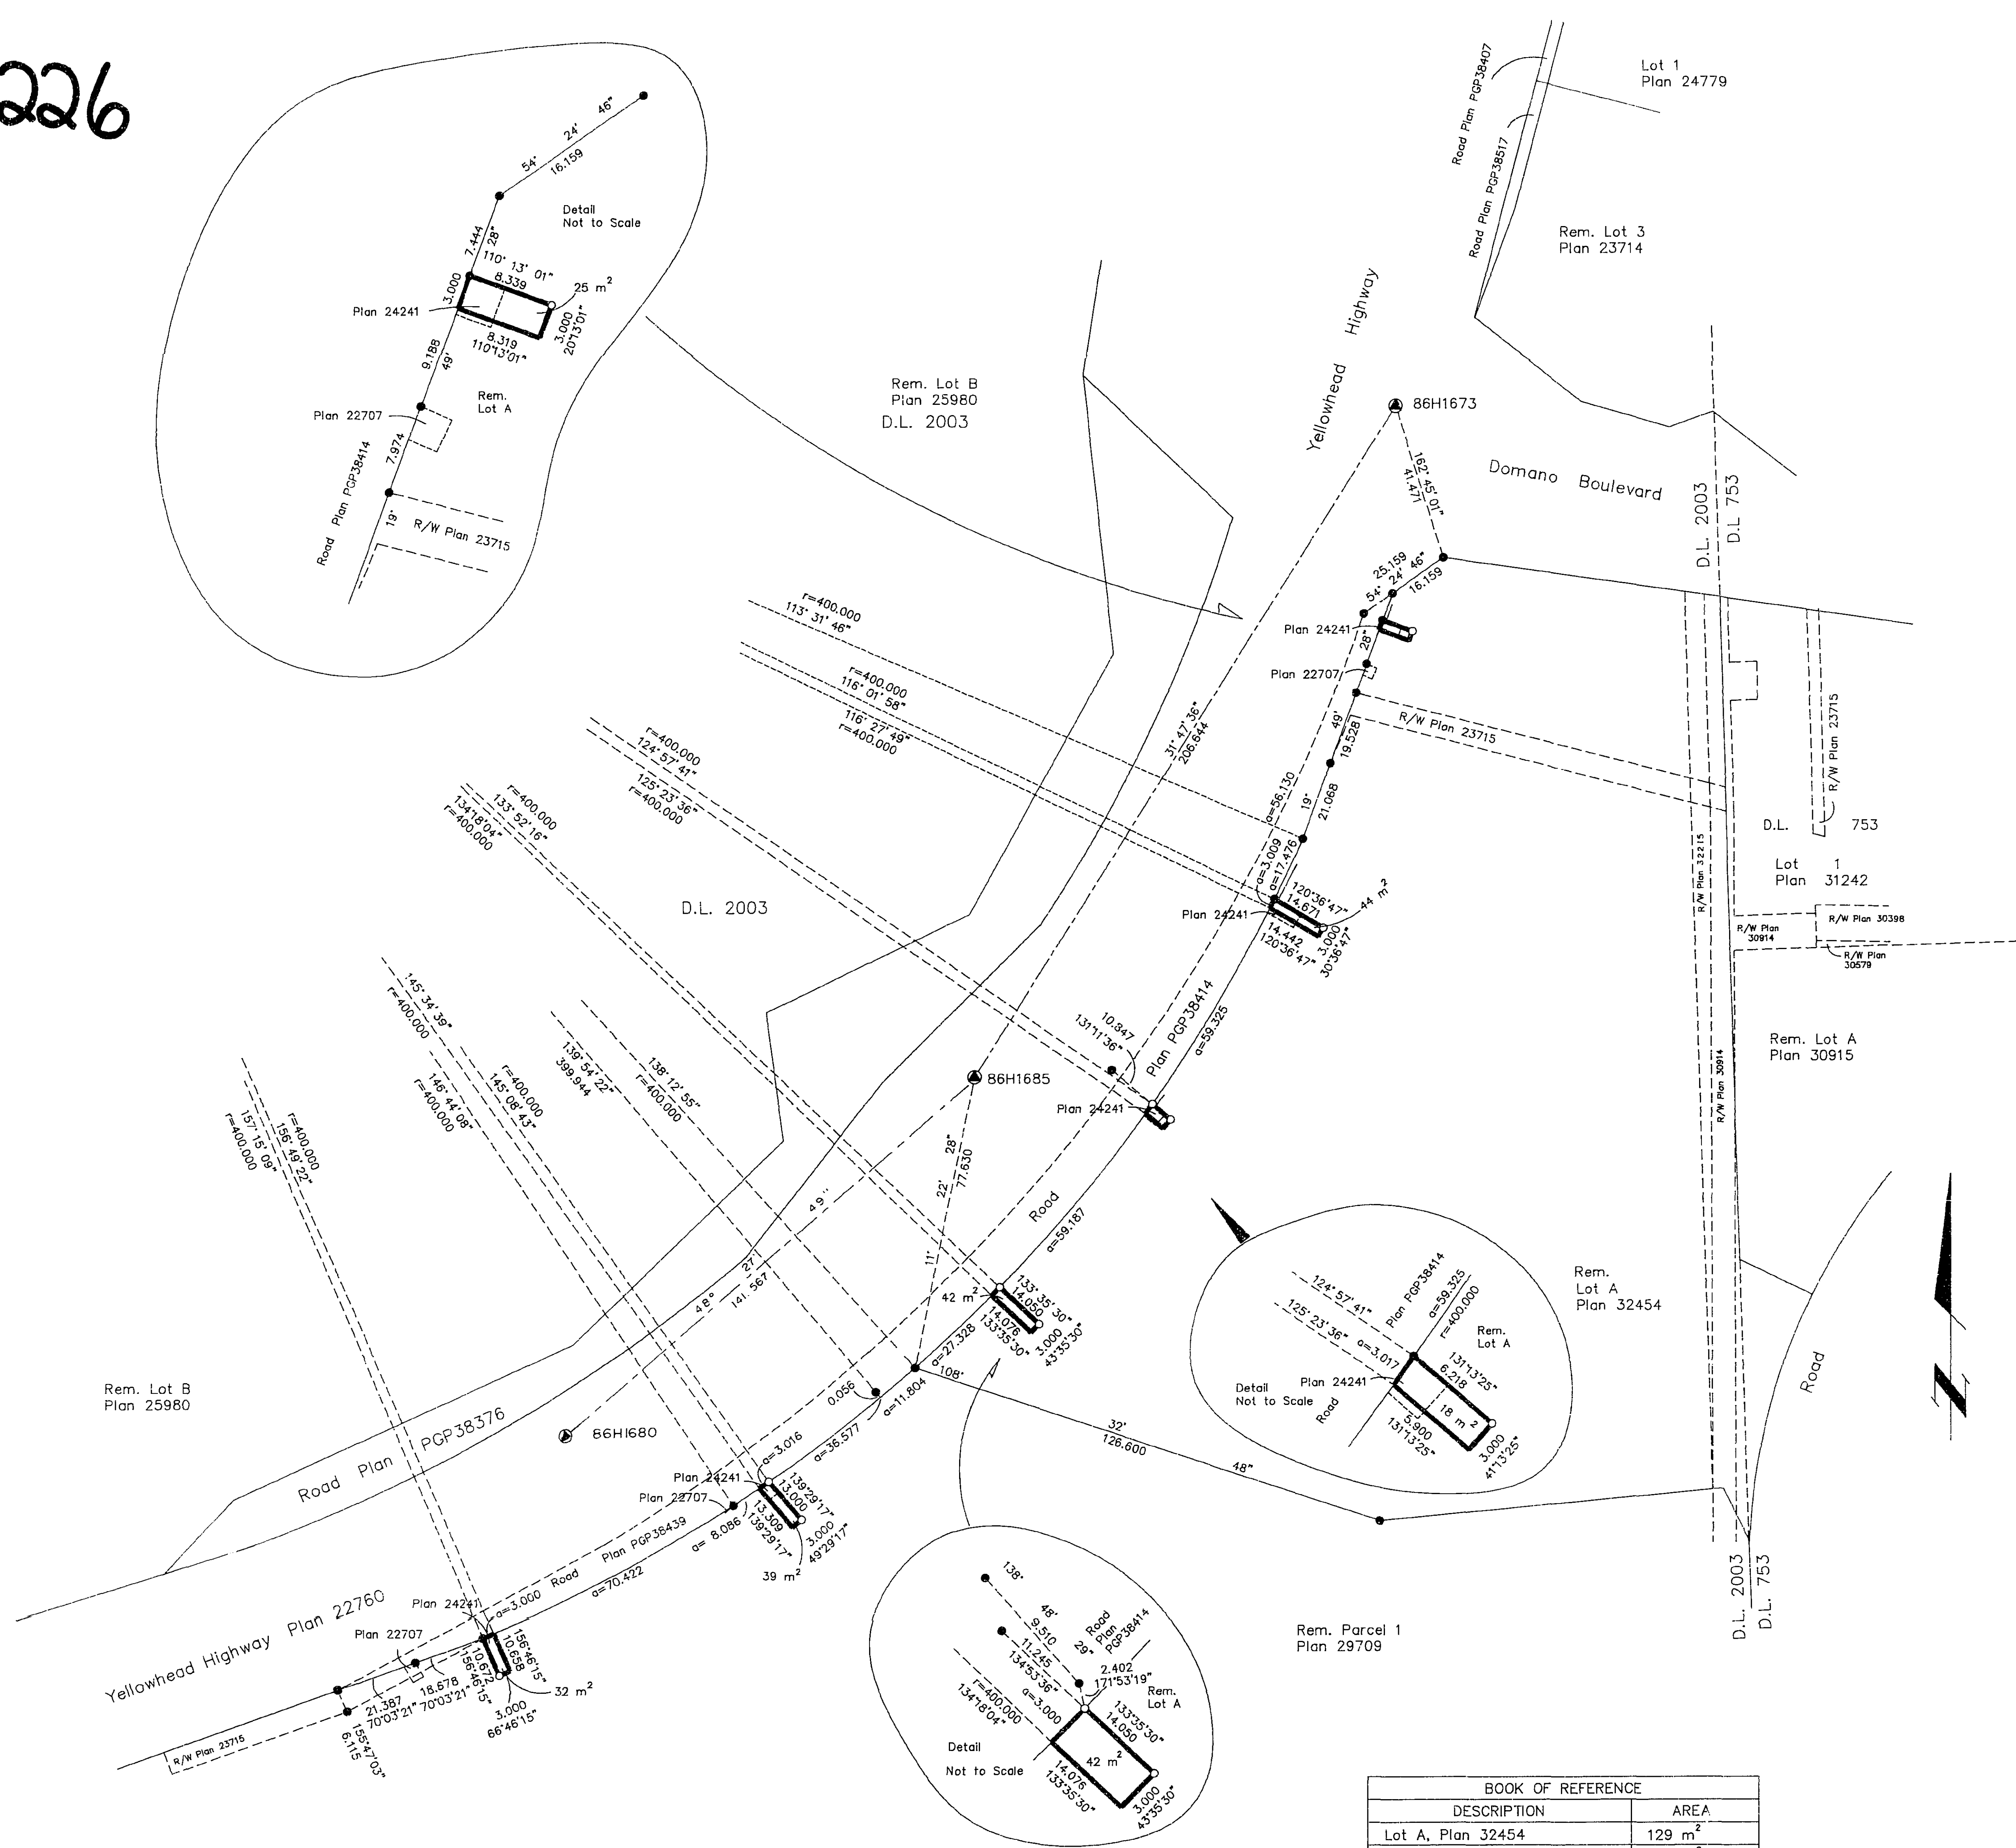 226
54° 24' 46"
16.159
Detail
Not to Scale
7.444
28"
110° 13' 01"
8.339
25 m²
3.000
Plan 24241
3.000
20°13'01"
8.319
110°13'01"
9.188
49'
Rem.
Lot A
Plan 22707
7.974
Road Plan PGP38414
19'
R/W Plan 23715
Road Plan PGP38407
Lot 1
Plan 24779
Road Plan PGP38517
Rem. Lot 3
Plan 23714
Yellowhead Highway
Rem. Lot B
Plan 25980
D.L. 2003
86H1673
162° 45' 01"
41.471
Domano Boulevard
D.L. 2003
D.L 753
25.159
54° 24' 46"
16.159
Plan 24241
28"
Plan 22707
49'
19.528
R/W Plan 23715
r=400.000
113° 31' 46"
r=400.000
116° 01' 58"
116° 27' 49"
r=400.000
31° 47' 36"
206.644
r=400.000
124° 57' 41"
125° 23' 36"
r=400.000
a=56.130
19'
21.068
r=400.000
133° 52' 16"
134°18'04"
r=400.000
a=3.009
a=17.476
120°36'47"
14.671
44 m²
Plan 24241
14.442
120°36'47"
3.000
30°36'47"
R/W Plan 23715
D.L. 753
Lot 1
Plan 31242
R/W Plan 32215
R/W Plan 30398
R/W Plan
30914
R/W Plan
30579
D.L. 2003
Rem. Lot A
Plan 30915
R/W Plan 30914
10.847
131°11'36"
Plan PGP38414
a=59.325
Plan 24241
145° 34' 39"
r=400.000
r=400.000
145° 08' 43"
146° 44' 08"
r=400.000
139° 54' 22"
399.944
138° 12' 55"
r=400.000
86H1685
r=400.000
156° 49' 22"
157° 15' 09"
r=400.000
11' 22' 28"
77.630
48° 27' 49"
141.567
Road
a=59.187
133° 35' 30"
14.050
42 m²
14.076
133°35'30"
3.000
43°35'30"
a=27.328
108°
32'
126.600
48"
124° 57' 41"
Plan PGP38414
a=59.325
r=400.000
125° 23' 36"
a=3.017
Rem.
Lot A
131°13'25"
6.218
Plan 24241
Detail
Not to Scale
Road
18 m²
5.900
131°13'25"
3.000
41°13'25"
Rem.
Lot A
Plan 32454
Road
Rem. Lot B
Plan 25980
Road Plan PGP38376
86H1680
0.056
a=11.804
a=36.577
a=3.016
Plan 24241
139°29'17"
13.000
Plan 22707
13.309
139°29'17"
3.000
49°29'17"
39 m²
a= 8.086
Road Plan PGP38439
a=70.422
Yellowhead Highway Plan 22760
Plan 24241
a=3.000
Plan 22707
156°46'15"
10.658
10.672
156°46'15"
32 m²
3.000
66°46'15"
18.678
70°03'21"
21.387
70°03'21"
155°47'03"
6.115
R/W Plan 23715
138°
48'
9.510
29"
Road
Plan
PGP38414
11.245
134°53'36"
2.402
171°53'19"
Rem.
Lot A
a=3.000
r=400.000
134°18'04"
133°35'30"
14.050
Detail
Not to Scale
42 m²
14.076
133°35'30"
3.000
43°35'30"
Rem. Parcel 1
Plan 29709
D.L. 2003
D.L. 753
BOOK OF REFERENCE
DESCRIPTION AREA
Lot A, Plan 32454 129 m²